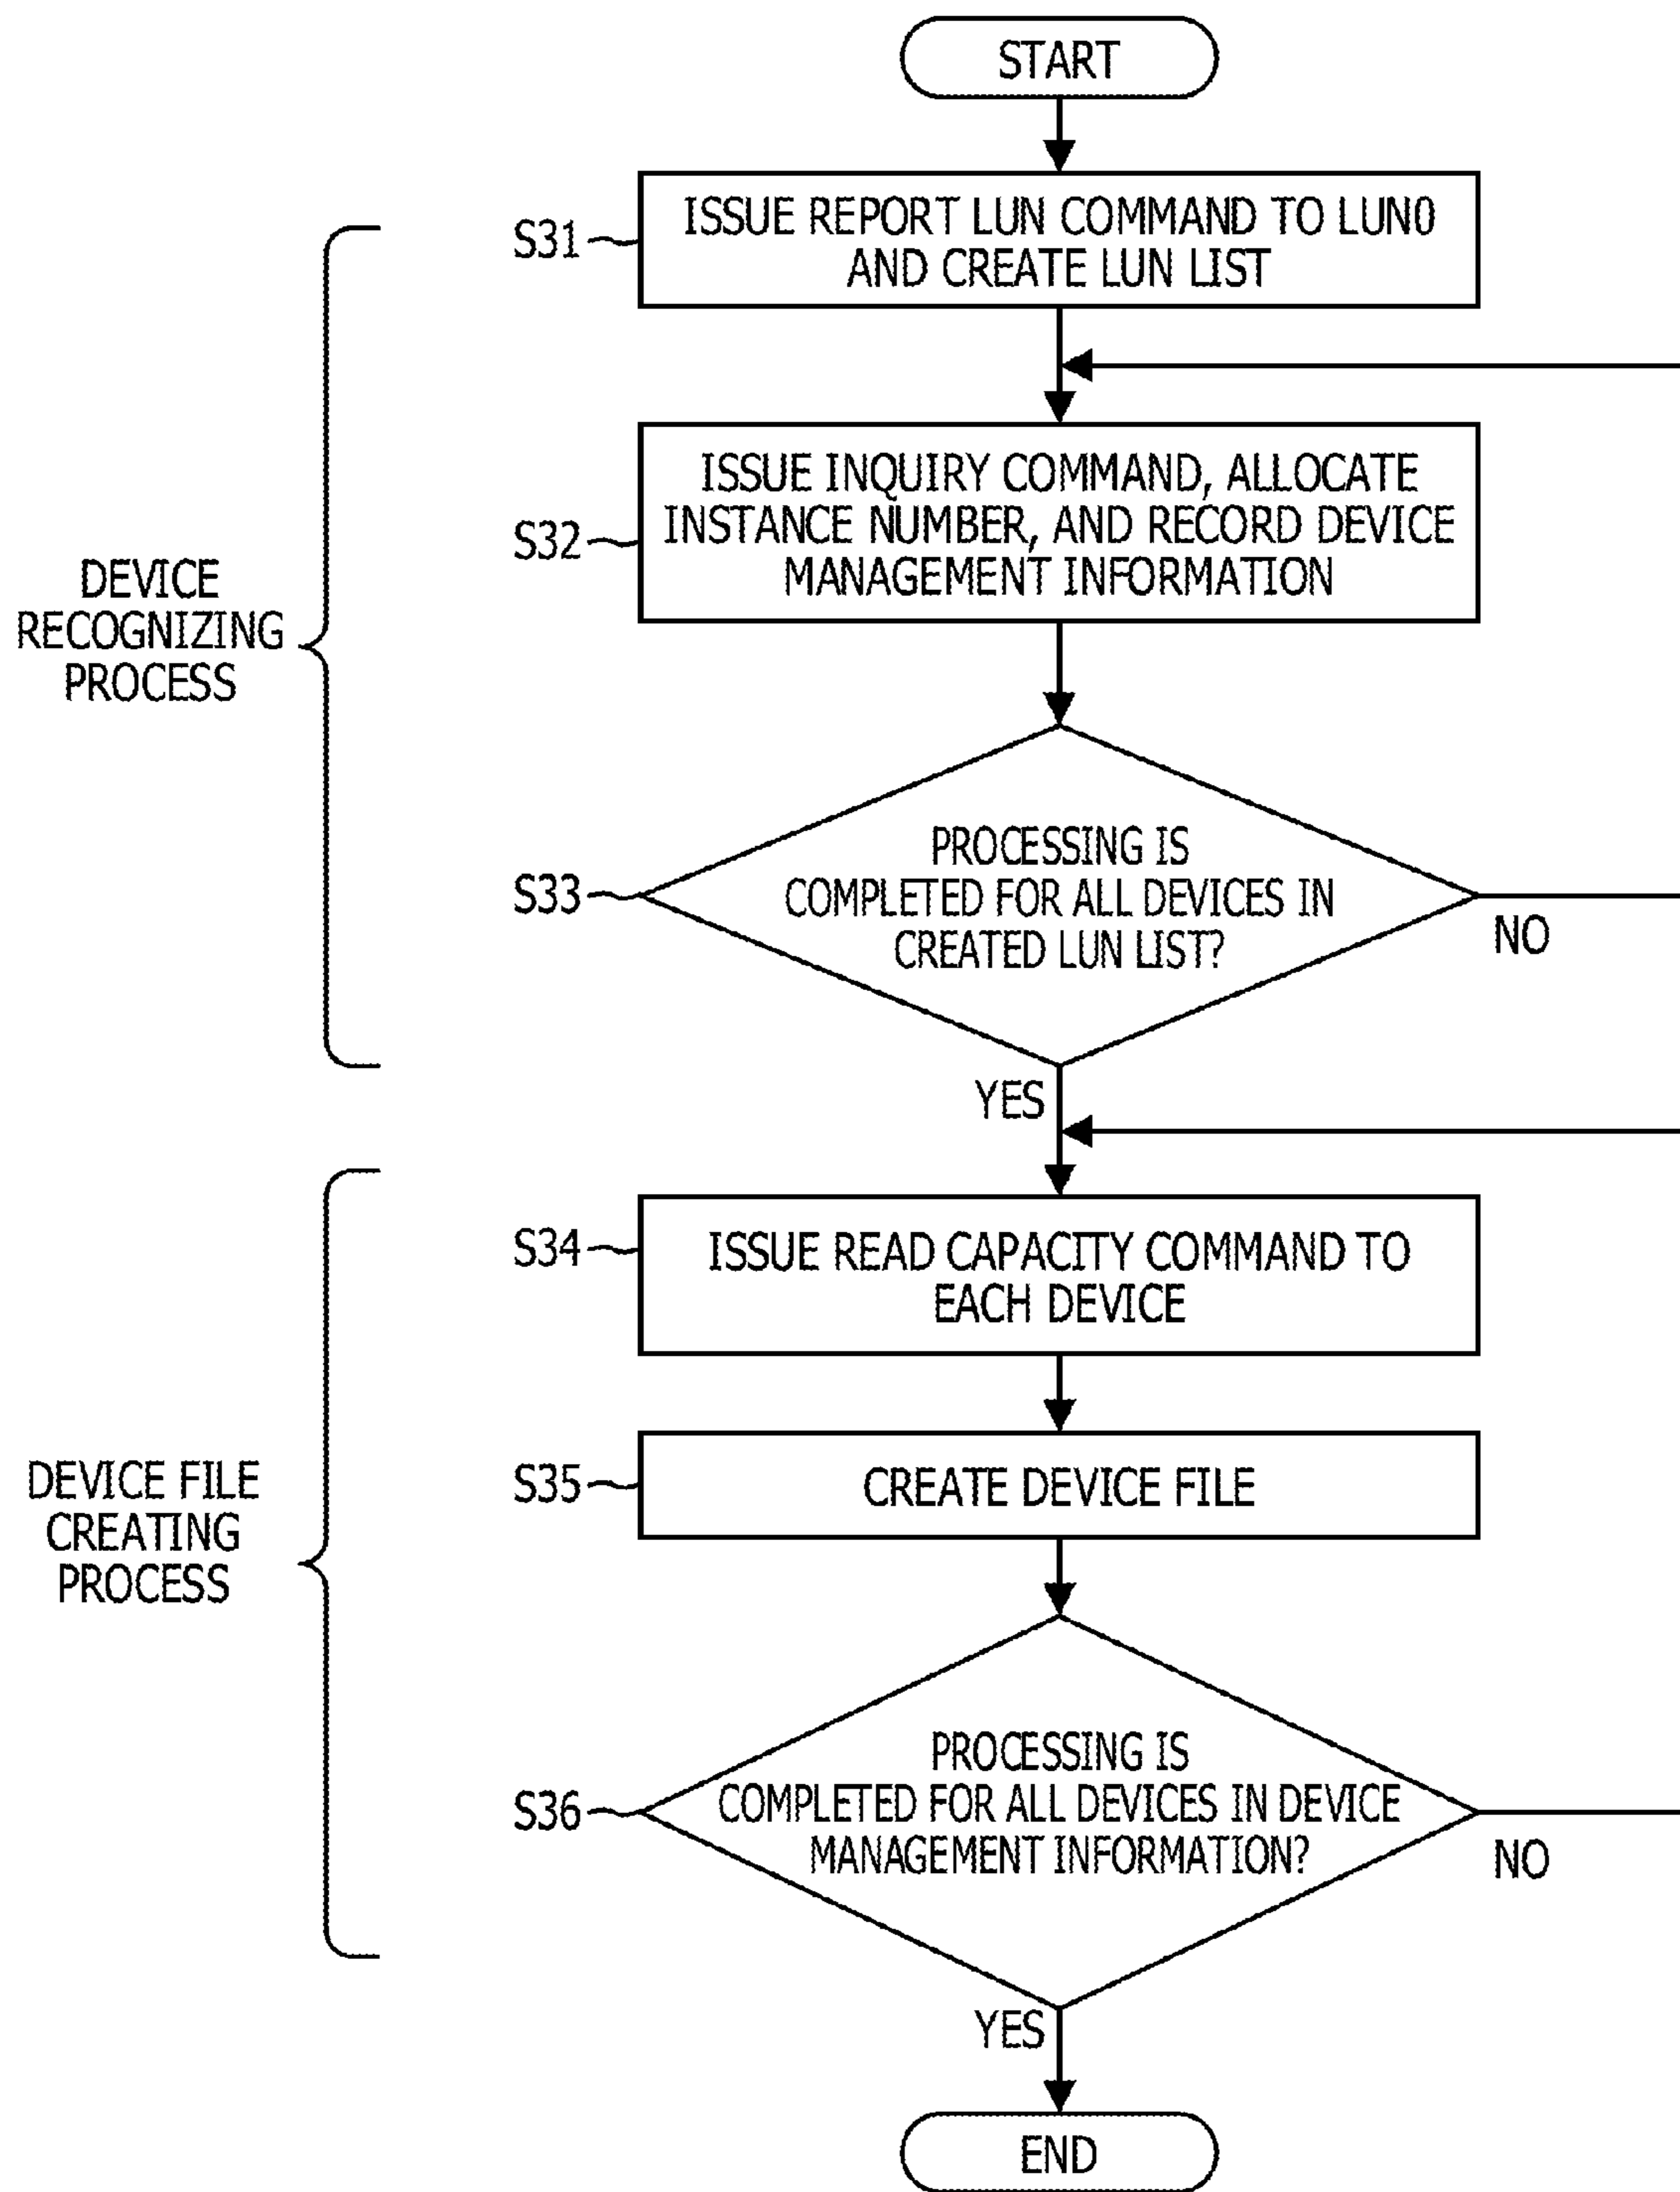 START
S31
ISSUE REPORT LUN COMMAND TO LUN0
AND CREATE LUN LIST
DEVICE
RECOGNIZING
PROCESS
S32
ISSUE INQUIRY COMMAND, ALLOCATE
INSTANCE NUMBER, AND RECORD DEVICE
MANAGEMENT INFORMATION
S33
PROCESSING IS
COMPLETED FOR ALL DEVICES IN
CREATED LUN LIST?
NO
YES
S34
ISSUE READ CAPACITY COMMAND TO
EACH DEVICE
DEVICE FILE
CREATING
PROCESS
S35
CREATE DEVICE FILE
S36
PROCESSING IS
COMPLETED FOR ALL DEVICES IN DEVICE
MANAGEMENT INFORMATION?
NO
YES
END